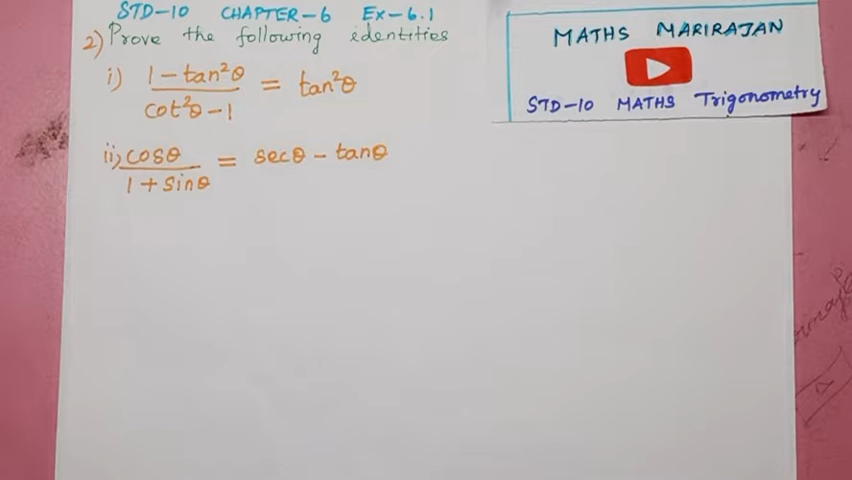 STD-10 CHAPTER-6 EX-6.1
2) Prove the following identities
i) 1 - tan²θ / cot²θ - 1 = tan²θ
ii) cosθ / 1 + sinθ = secθ - tanθ
MATHS MARIRAJAN
STD-10 MATHS Trigonometry